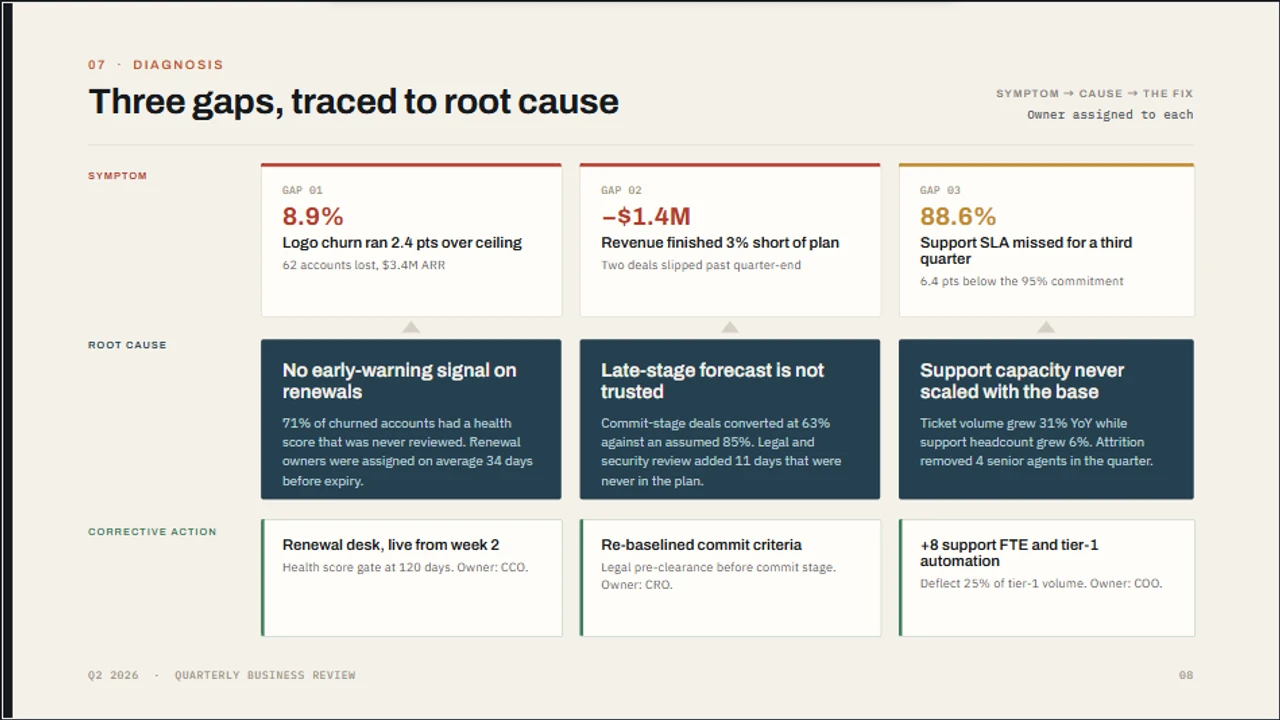 07 · DIAGNOSIS
Three gaps, traced to root cause
SYMPTOM → CAUSE → THE FIX
Owner assigned to each
SYMPTOM
GAP 01
8.9%
Logo churn ran 2.4 pts over ceiling
62 accounts lost, $3.4M ARR
GAP 02
–$1.4M
Revenue finished 3% short of plan
Two deals slipped past quarter-end
GAP 03
88.6%
Support SLA missed for a third
quarter
6.4 pts below the 95% commitment
ROOT CAUSE
No early-warning signal on
renewals
71% of churned accounts had a health
score that was never reviewed. Renewal
owners were assigned on average 34 days
before expiry.
Late-stage forecast is not
trusted
Commit-stage deals converted at 63%
against an assumed 85%. Legal and
security review added 11 days that were
never in the plan.
Support capacity never
scaled with the base
Ticket volume grew 31% YoY while
support headcount grew 6%. Attrition
removed 4 senior agents in the quarter.
CORRECTIVE ACTION
Renewal desk, live from week 2
Health score gate at 120 days. Owner: CCO.
Re-baselined commit criteria
Legal pre-clearance before commit stage.
Owner: CRO.
+8 support FTE and tier-1
automation
Deflect 25% of tier-1 volume. Owner: COO.
Q2 2026 · QUARTERLY BUSINESS REVIEW
08